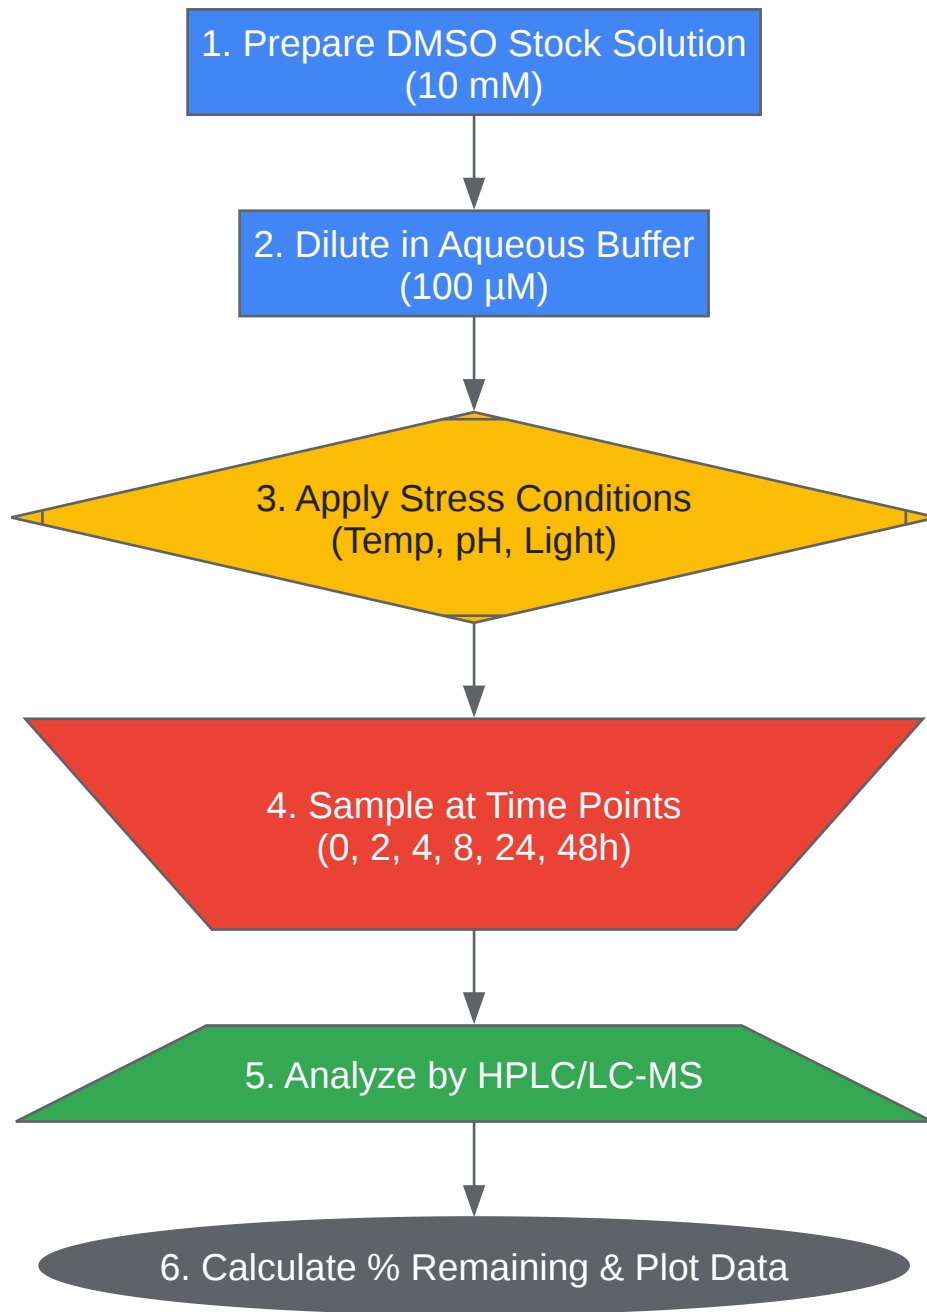 1. Prepare DMSO Stock Solution
(10 mM)
2. Dilute in Aqueous Buffer
(100 µM)
3. Apply Stress Conditions
(Temp, pH, Light)
4. Sample at Time Points
(0, 2, 4, 8, 24, 48h)
5. Analyze by HPLC/LC-MS
6. Calculate % Remaining & Plot Data